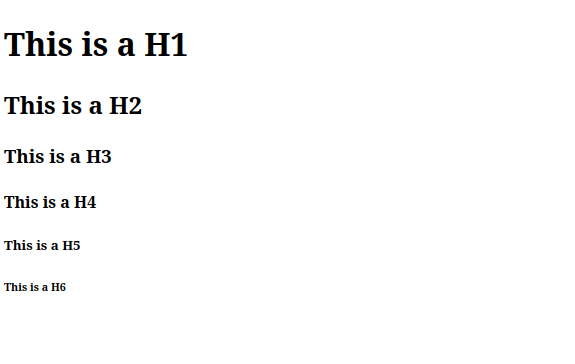 This is a H1
This is a H2
This is a H3
This is a H4
This is a H5
This is a H6